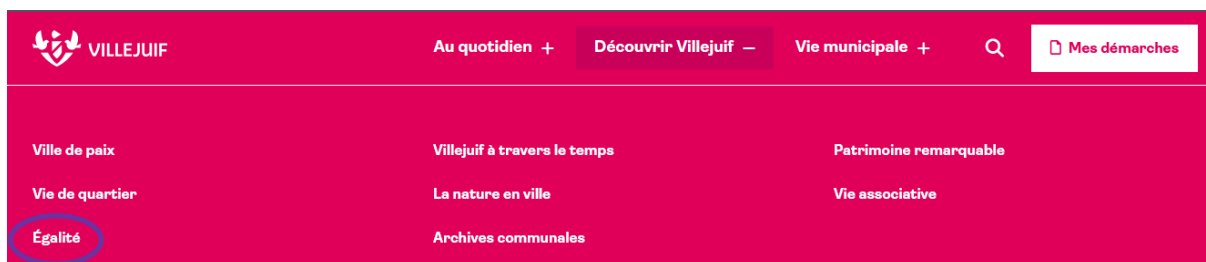 VILLEJUIF Au quotidien + Découvrir Villejuif – Vie municipale + Mes démarches
Ville de paix Villejuif à travers le temps Patrimoine remarquable
Vie de quartier La nature en ville Vie associative
Égalité Archives communales